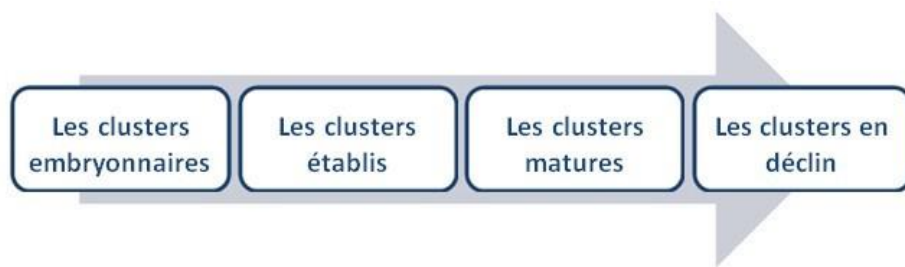 Les clusters
embryonnaires
Les clusters
établis
Les clusters
matures
Les clusters en
déclin